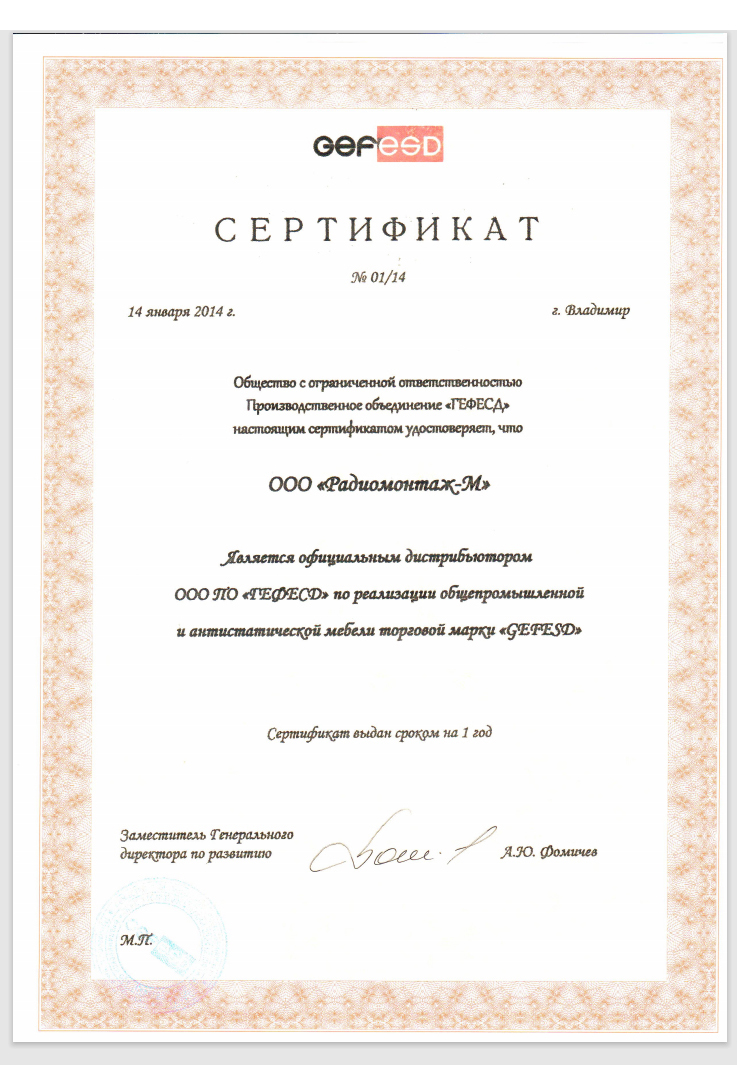 GEFESD
СЕРТИФИКАТ
№ 01/14
14 января 2014 г. г. Владимир
Общество с ограниченной ответственностью
Производственное объединение «ГЕФЕСД»
настоящим сертификатом удостоверяет, что
ООО «Радиомонтаж-М»
Является официальным дистрибьютором
ООО ПО «ГЕФЕСD» по реализации общепромышленной
и антистатической мебели торговой марки «GEFESD»
Сертификат выдан сроком на 1 год
Заместитель Генерального
директора по развитию
А.Ю. Фомичев
М.П.